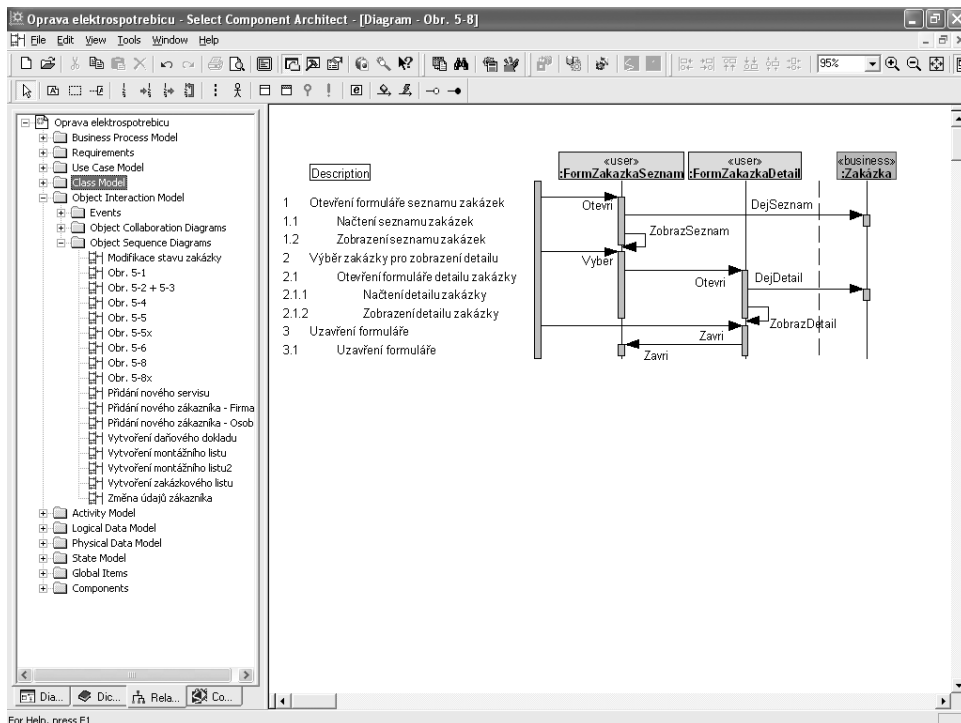 Oprava elektrospotrebicu - Select Component Architect - [Diagram - Obr. 5-8]
File Edit View Tools Window Help
95%
Oprava elektrospotrebicu
Business Process Model
Requirements
Use Case Model
Class Model
Object Interaction Model
Events
Object Collaboration Diagrams
Object Sequence Diagrams
Modifikace stavu zakázky
Obr. 5-1
Obr. 5-2 + 5-3
Obr. 5-4
Obr. 5-5
Obr. 5-5x
Obr. 5-6
Obr. 5-8
Obr. 5-8x
Přidání nového servisu
Přidání nového zákazníka - Firma
Přidání nového zákazníka - Osob
Vytvoření daňového dokladu
Vytvoření montážního listu
Vytvoření montážního listu2
Vytvoření zakázkového listu
Změna údajů zákazníka
Activity Model
Logical Data Model
Physical Data Model
State Model
Global Items
Components
Dia... Dic... Rela... Co...
Description
1 Otevření formuláře seznamu zakázek
1.1 Načtení seznamu zakázek
1.2 Zobrazení seznamu zakázek
2 Výběr zakázky pro zobrazení detailu
2.1 Otevření formuláře detailu zakázky
2.1.1 Načtení detailu zakázky
2.1.2 Zobrazení detailu zakázky
3 Uzavření formuláře
3.1 Uzavření formuláře
«user»
:FormZakazkaSeznam
«user»
:FormZakazkaDetail
«business»
:Zakázka
Otevri
DejSeznam
ZobrazSeznam
Vyber
Otevri
DejDetail
ZobrazDetail
Zavri
Zavri
For Help, press F1